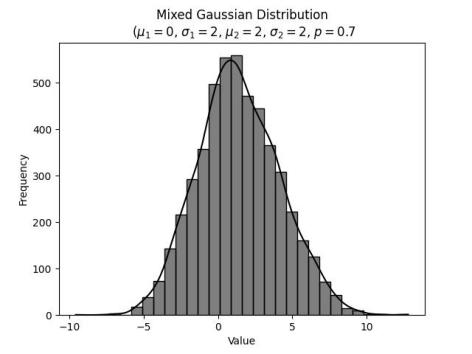 Mixed Gaussian Distribution
(μ₁ = 0, σ₁ = 2, μ₂ = 2, σ₂ = 2, p = 0.7
500
400
300
200
100
0
Frequency
−10 −5 0 5 10
Value